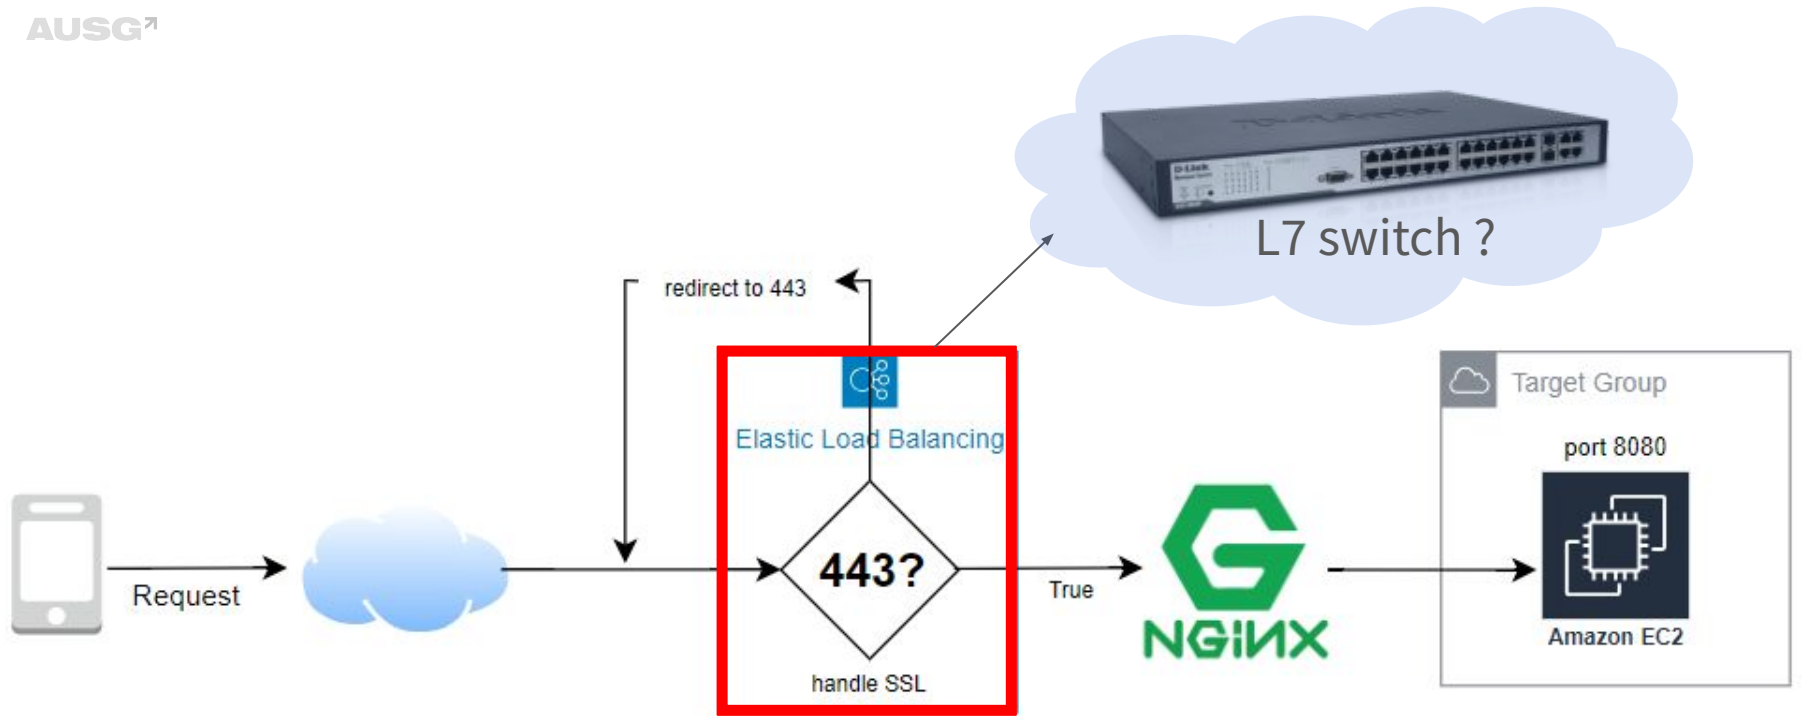 AUSG
D-Link
L7 switch ?
redirect to 443
Elastic Load Balancing
Target Group
port 8080
443?
Request
True
NGiNX
Amazon EC2
handle SSL